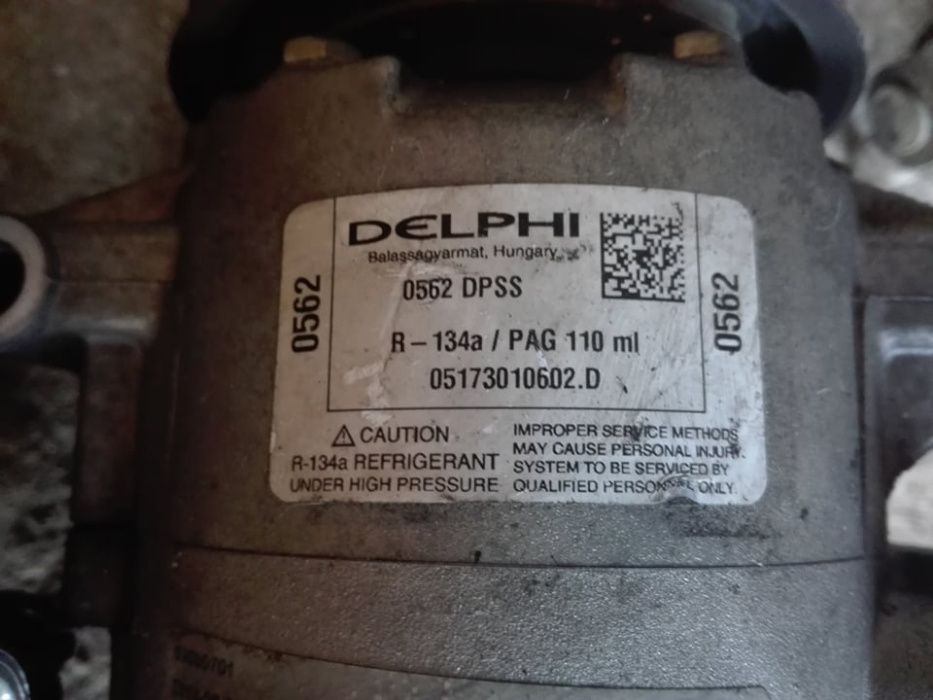 DELPHI
Balassagyarmat, Hungary
0562 DPSS
R-134a / PAG 110 ml
05173010602.D
0562
0562
⚠ CAUTION
R-134a REFRIGERANT
UNDER HIGH PRESSURE
IMPROPER SERVICE METHODS
MAY CAUSE PERSONAL INJURY.
SYSTEM TO BE SERVICED BY
QUALIFIED PERSONNEL ONLY.